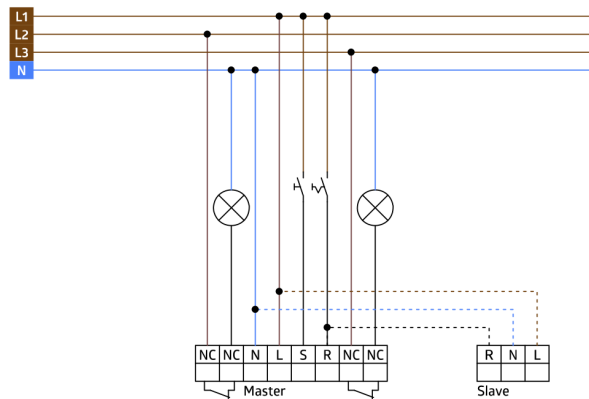 L1
L2
L3
N
NC NC N L S R NC NC
R N L
Master
Slave